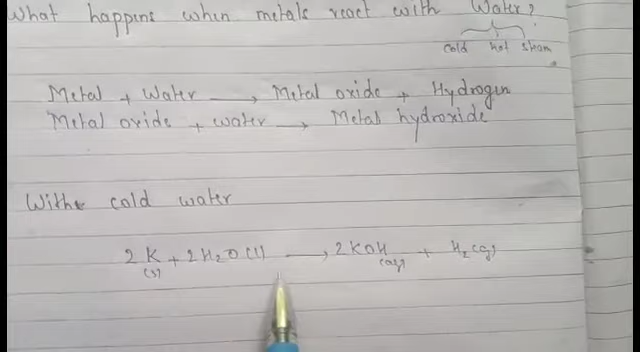 What happens when metals react with Water?
cold hot steam
Metal + Water → Metal oxide + Hydrogen
Metal oxide + water → Metal hydroxide
With cold water
2K(s) + 2H₂O(l) → 2KOH(aq) + H₂(g)